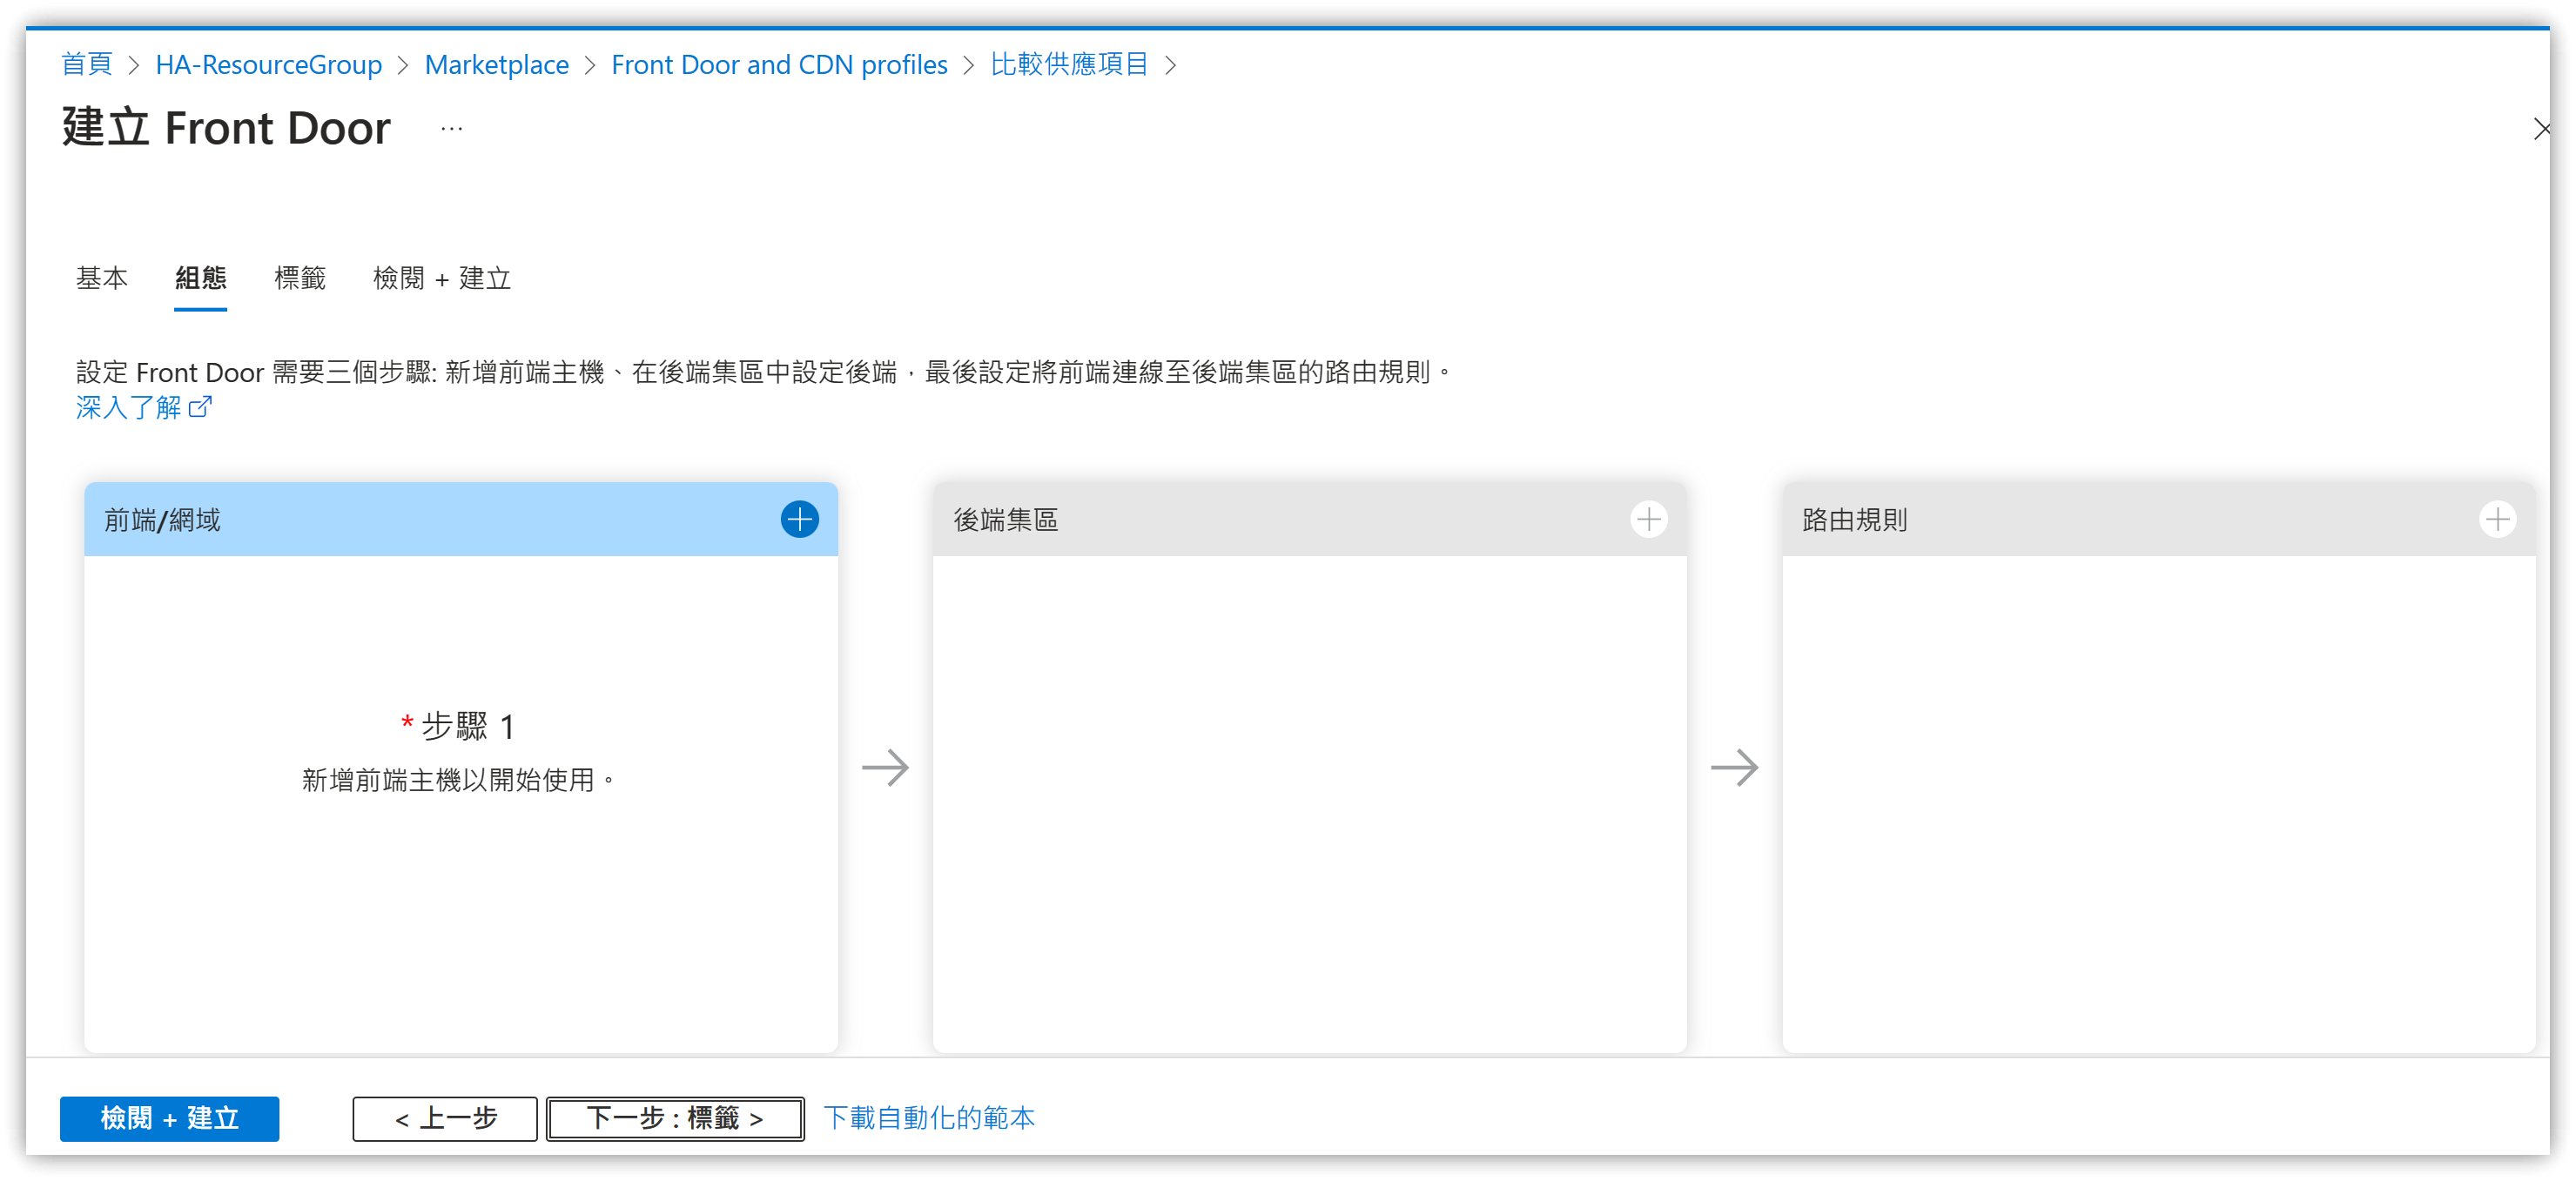 首頁 > HA-ResourceGroup > Marketplace > Front Door and CDN profiles > 比較供應項目 >
建立 Front Door ...
基本 組態 標籤 檢閱 + 建立
設定 Front Door 需要三個步驟: 新增前端主機、在後端集區中設定後端，最後設定將前端連線至後端集區的路由規則。
深入了解
前端/網域
* 步驟 1
新增前端主機以開始使用。
後端集區
路由規則
檢閱 + 建立 < 上一步 下一步 : 標籤 > 下載自動化的範本